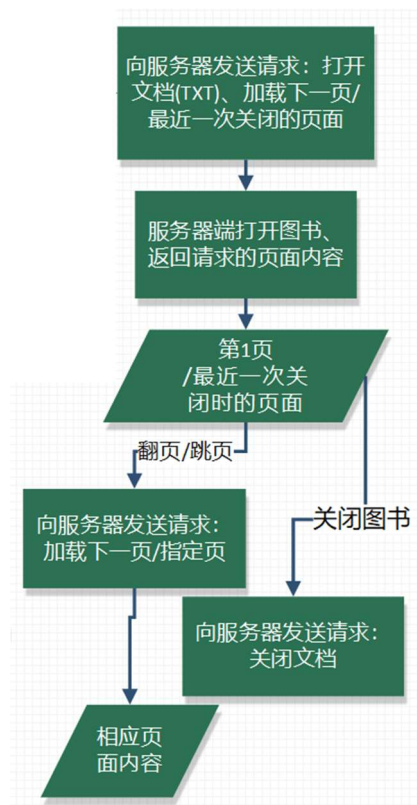 向服务器发送请求：打开
文档(TXT)、加载下一页/
最近一次关闭的页面
服务器端打开图书、
返回请求的页面内容
第1页
/最近一次关
闭时的页面
翻页/跳页
向服务器发送请求：
加载下一页/指定页
关闭图书
向服务器发送请求：
关闭文档
相应页
面内容